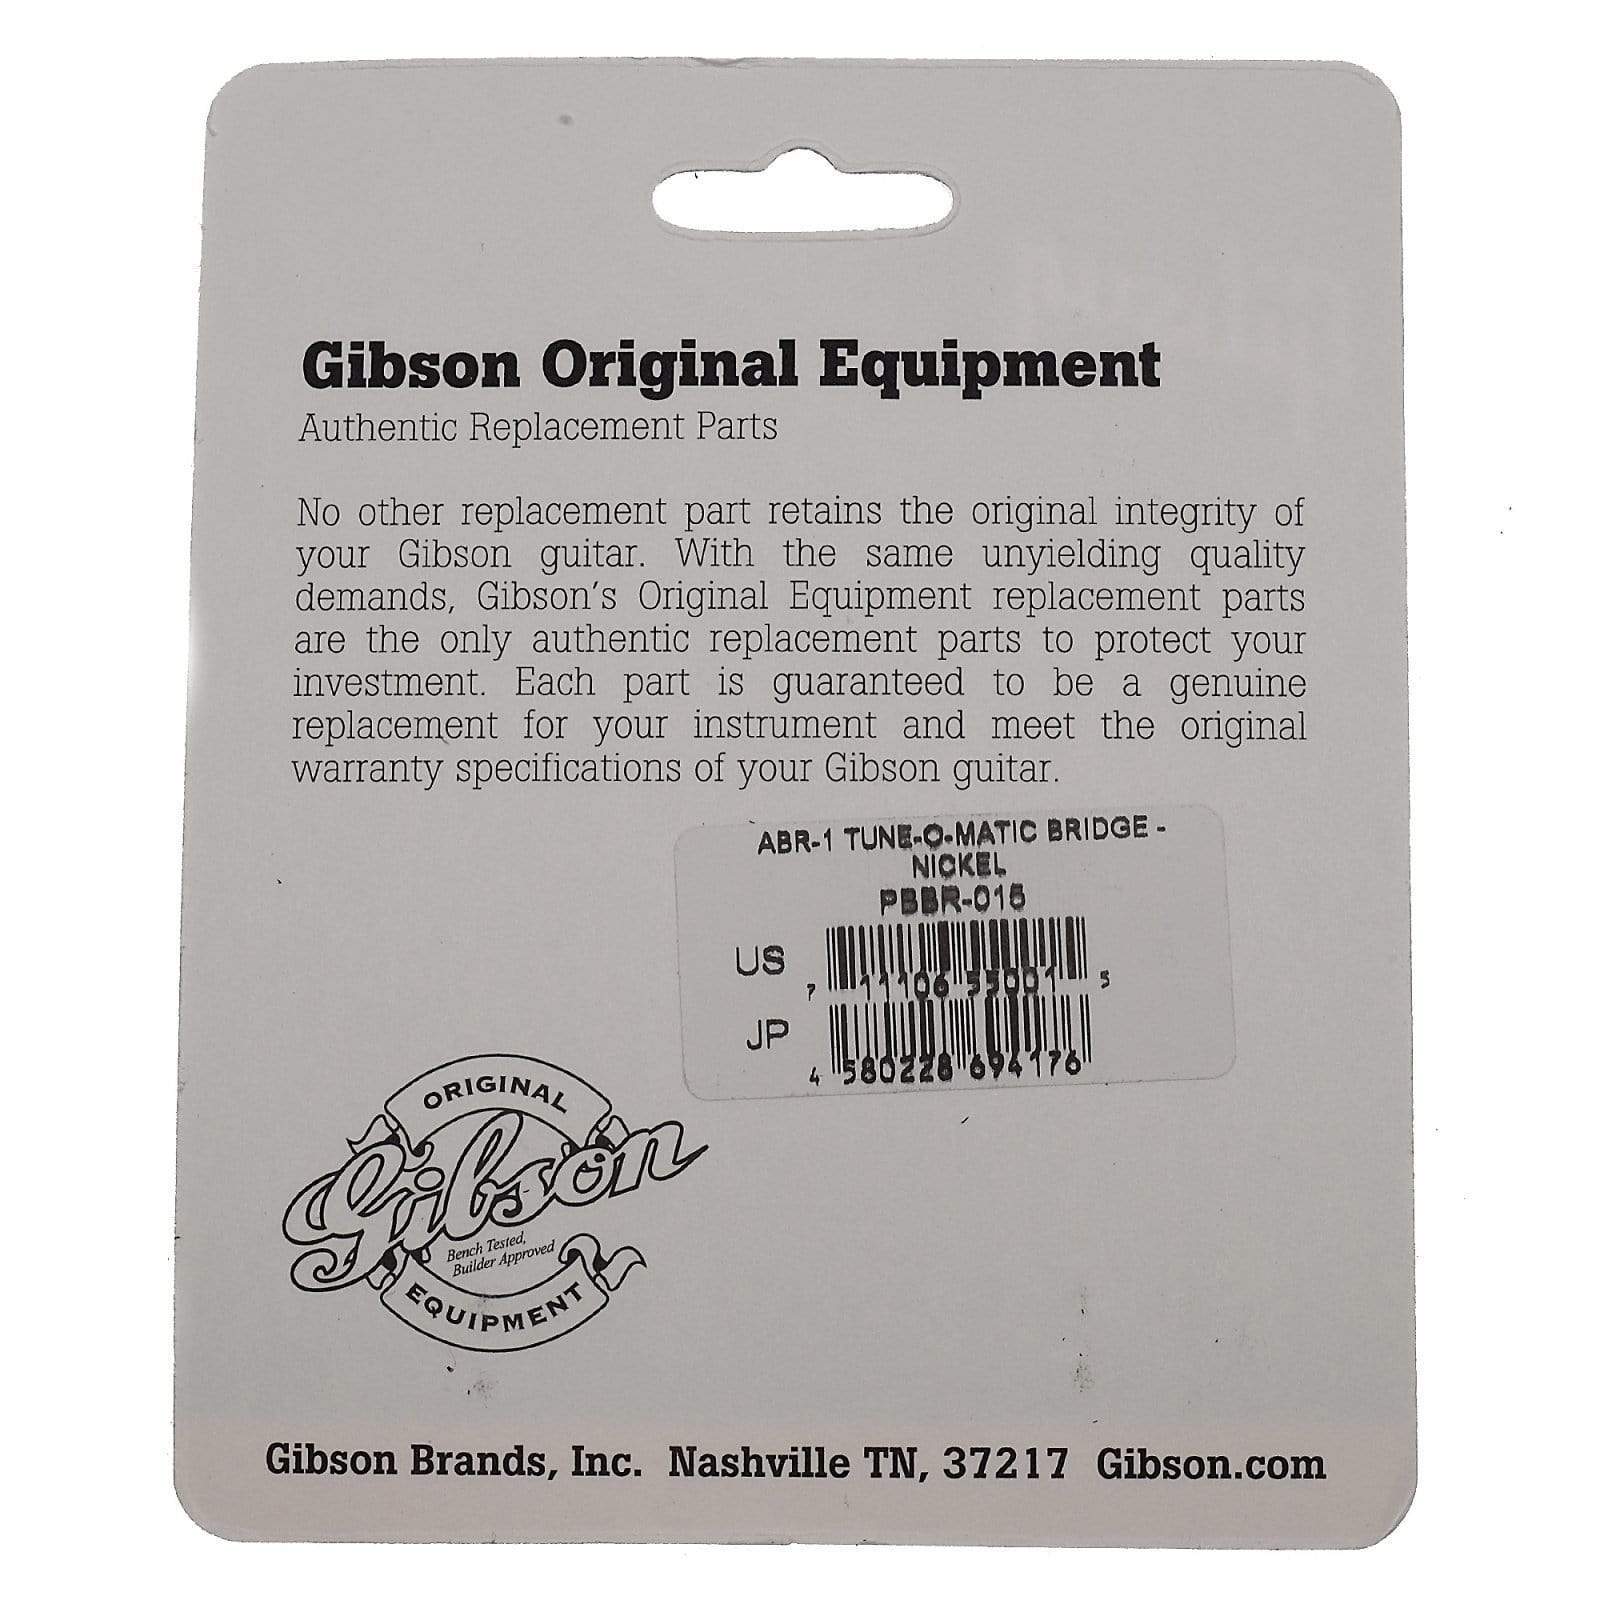 Gibson Original Equipment
Authentic Replacement Parts
No other replacement part retains the original integrity of
your Gibson guitar. With the same unyielding quality
demands, Gibson's Original Equipment replacement parts
are the only authentic replacement parts to protect your
investment. Each part is guaranteed to be a genuine
replacement for your instrument and meet the original
warranty specifications of your Gibson guitar.
ABR-1 TUNE-O-MATIC BRIDGE -
NICKEL
PBBR-015
US
7 11106 55001 5
JP
4 580228 694176
ORIGINAL
Gibson
Bench Tested,
Builder Approved
EQUIPMENT
Gibson Brands, Inc. Nashville TN, 37217 Gibson.com